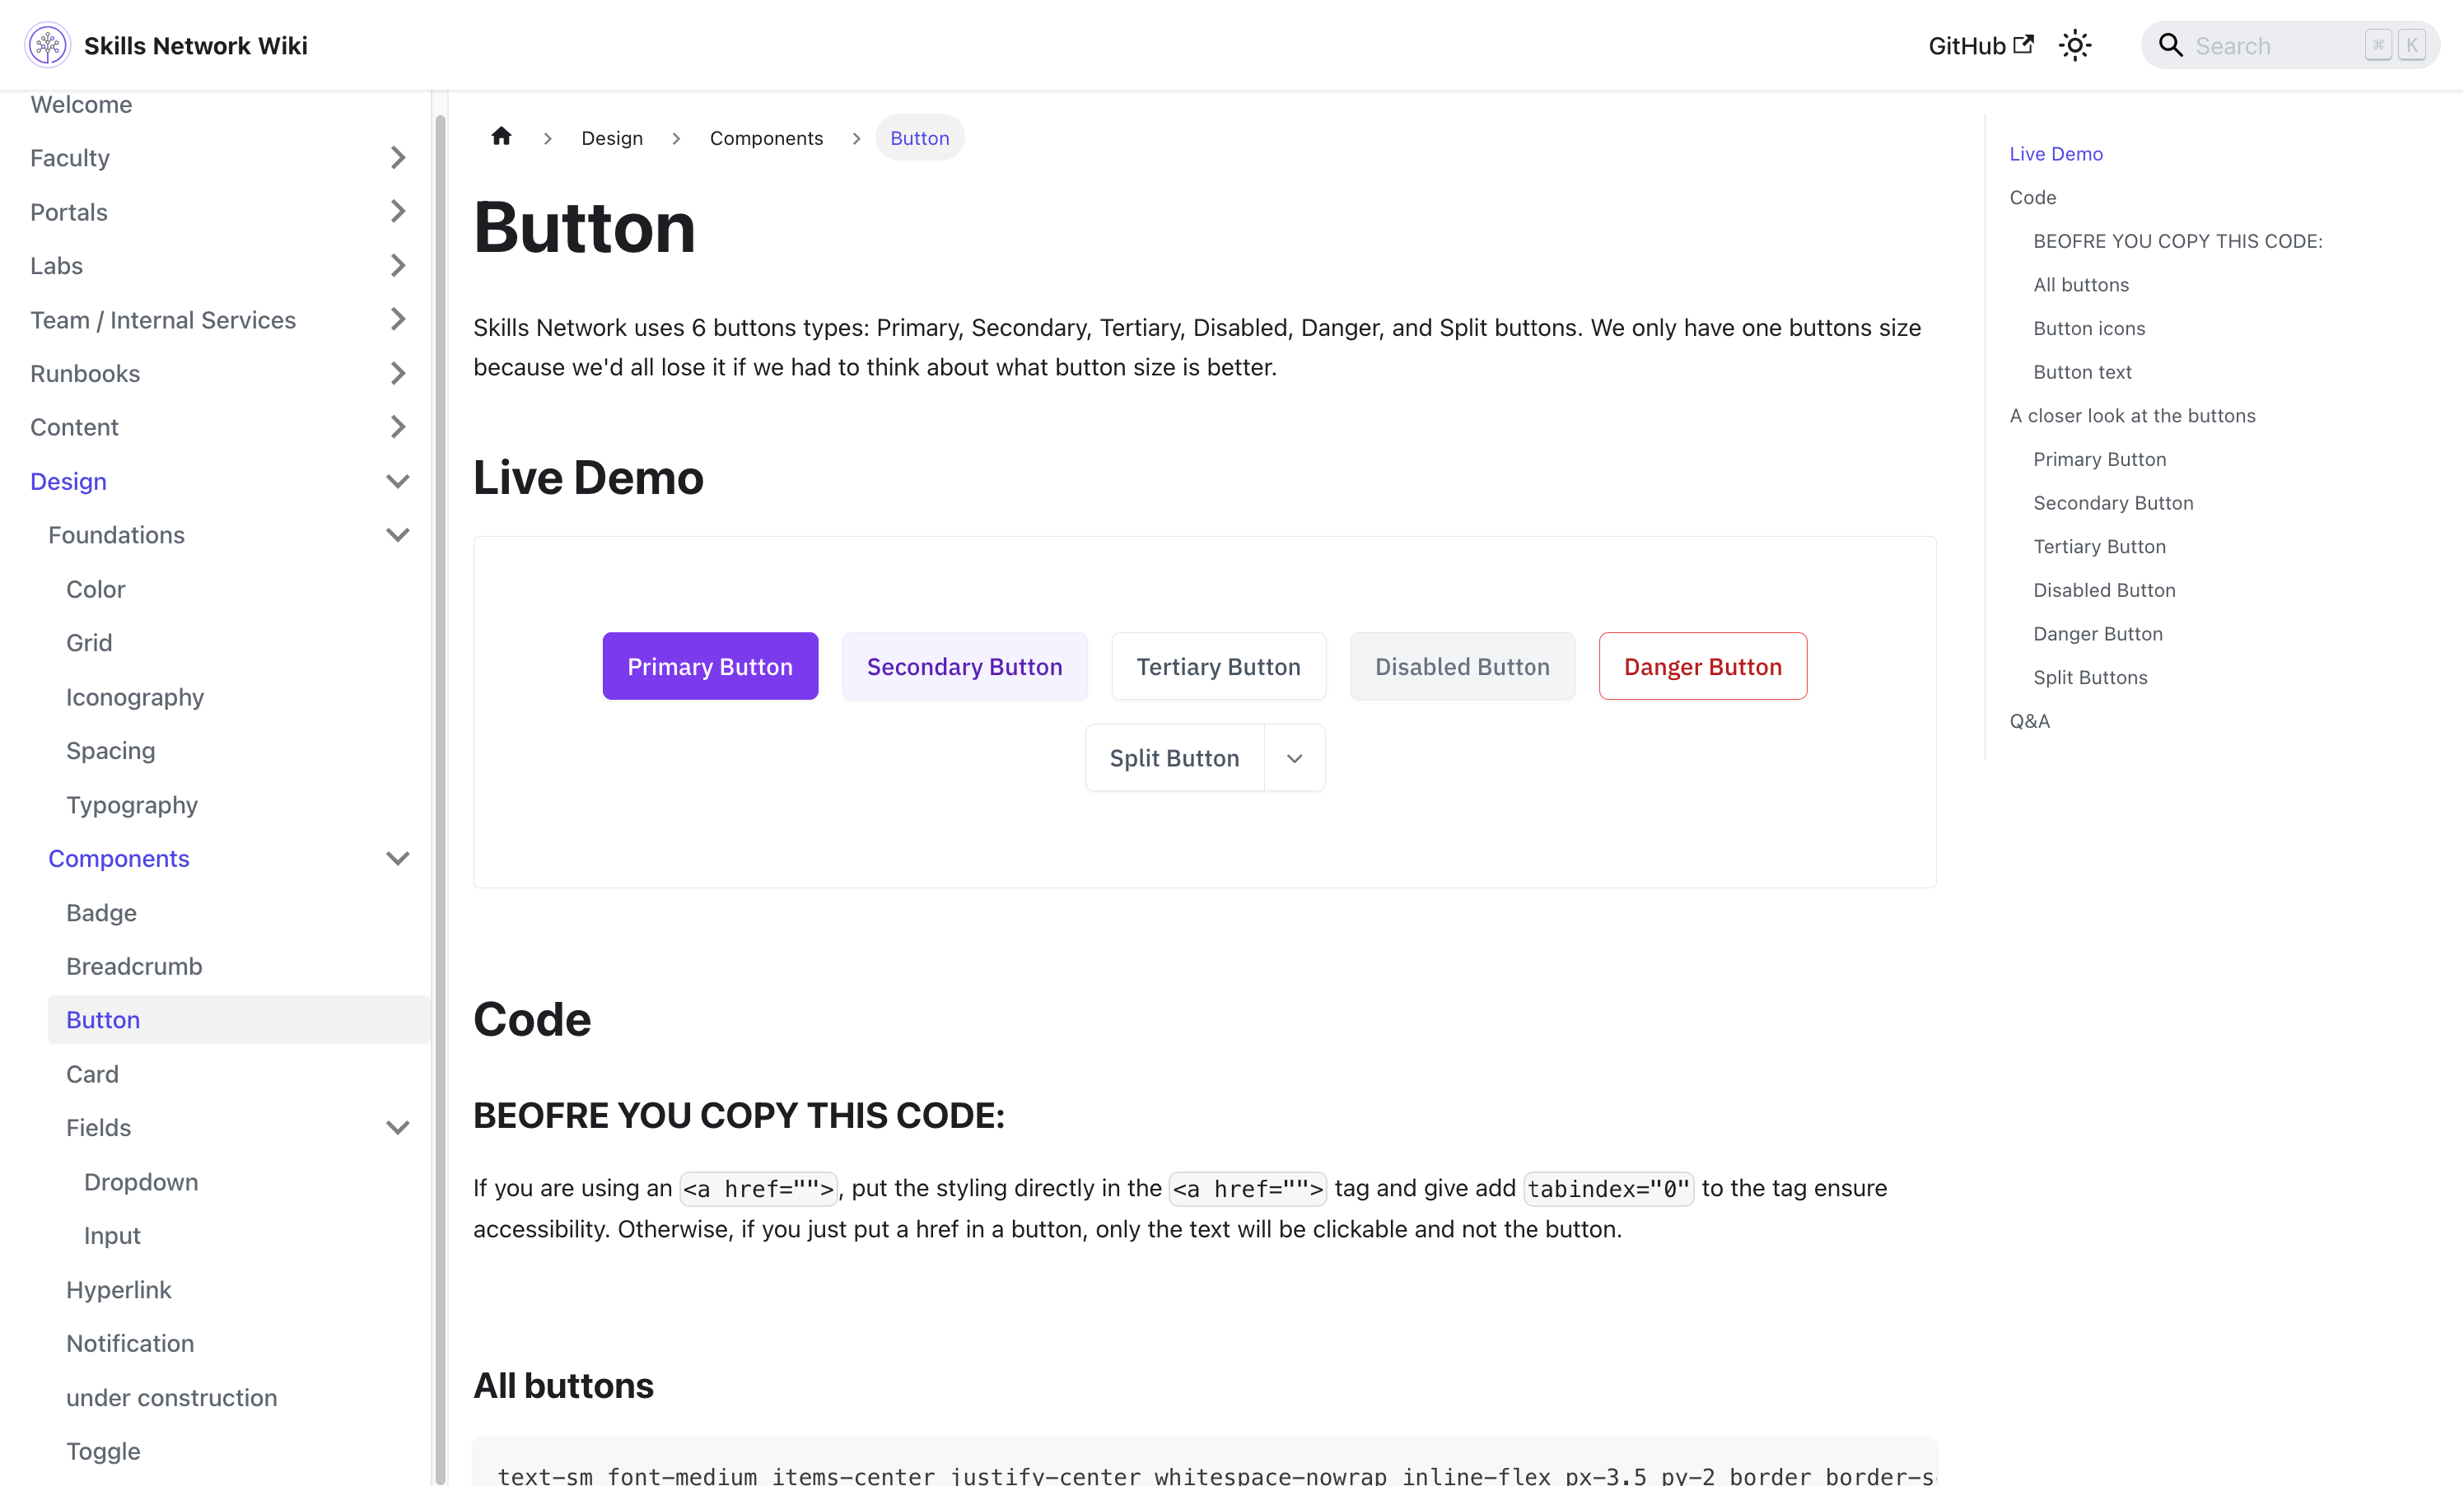 Skills Network Wiki
GitHub
Search
⌘ K
Welcome
Faculty
Portals
Labs
Team / Internal Services
Runbooks
Content
Design
Foundations
Color
Grid
Iconography
Spacing
Typography
Components
Badge
Breadcrumb
Button
Card
Fields
Dropdown
Input
Hyperlink
Notification
under construction
Toggle
Design
Components
Button
Button
Skills Network uses 6 buttons types: Primary, Secondary, Tertiary, Disabled, Danger, and Split buttons. We only have one buttons size
because we'd all lose it if we had to think about what button size is better.
Live Demo
Primary Button
Secondary Button
Tertiary Button
Disabled Button
Danger Button
Split Button
Code
BEOFRE YOU COPY THIS CODE:
If you are using an <a href="">, put the styling directly in the <a href=""> tag and give add tabindex="0" to the tag ensure
accessibility. Otherwise, if you just put a href in a button, only the text will be clickable and not the button.
All buttons
text-sm font-medium items-center justify-center whitespace-nowrap inline-flex px-3.5 py-2 border
Live Demo
Code
BEOFRE YOU COPY THIS CODE:
All buttons
Button icons
Button text
A closer look at the buttons
Primary Button
Secondary Button
Tertiary Button
Disabled Button
Danger Button
Split Buttons
Q&A